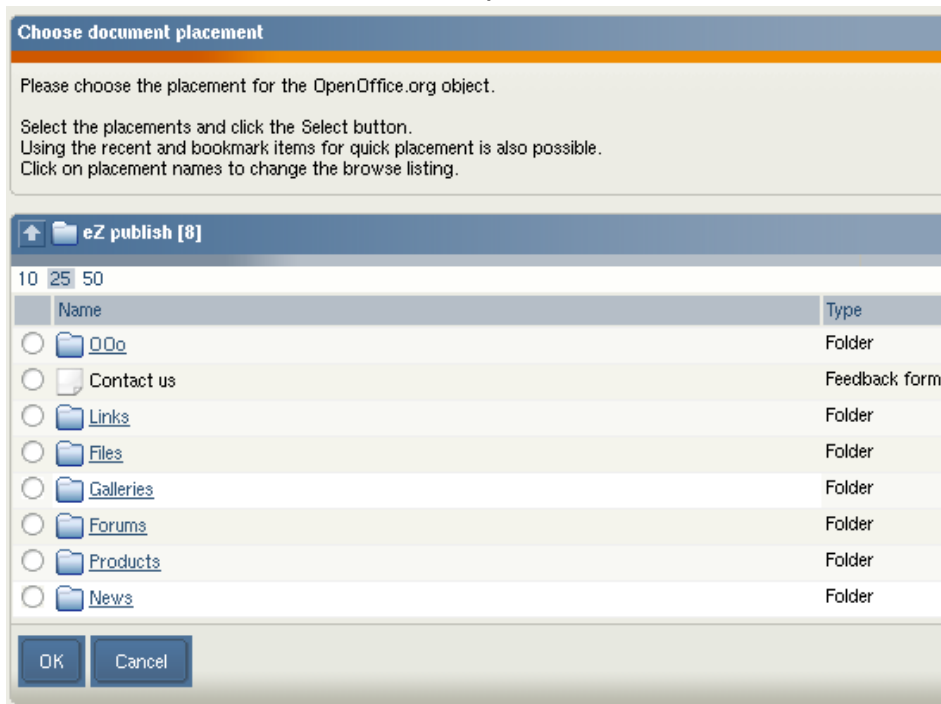 Choose document placement
Please choose the placement for the OpenOffice.org object.
Select the placements and click the Select button.
Using the recent and bookmark items for quick placement is also possible.
Click on placement names to change the browse listing.
eZ publish [8]
10 25 50
Name Type
OOo Folder
Contact us Feedback form
Links Folder
Files Folder
Galleries Folder
Forums Folder
Products Folder
News Folder
OK Cancel